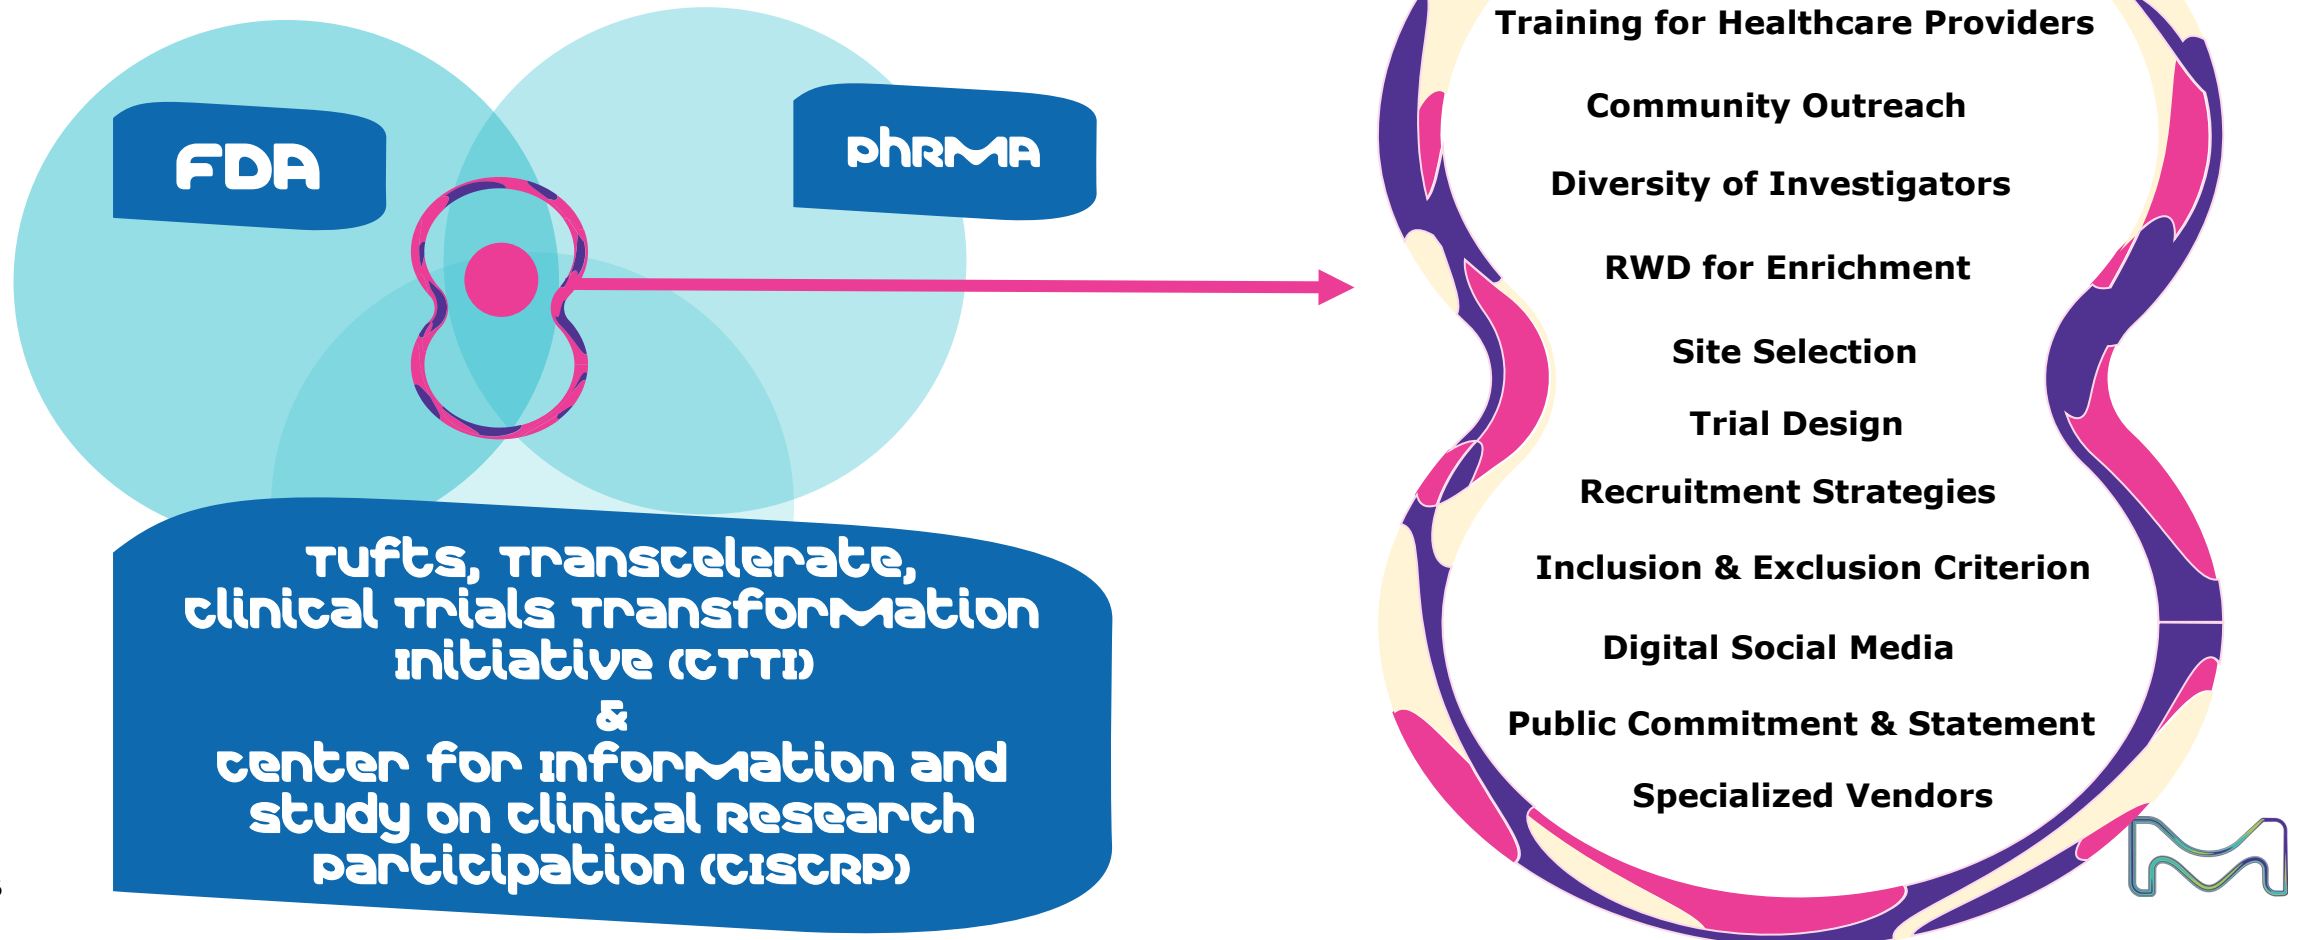 FDA
PhRMA
Tufts, Transcelerate,
Clinical Trials Transformation
Initiative (CTTI)
&
Center for Information and
Study on Clinical Research
Participation (CISCRP)
Training for Healthcare Providers
Community Outreach
Diversity of Investigators
RWD for Enrichment
Site Selection
Trial Design
Recruitment Strategies
Inclusion & Exclusion Criterion
Digital Social Media
Public Commitment & Statement
Specialized Vendors